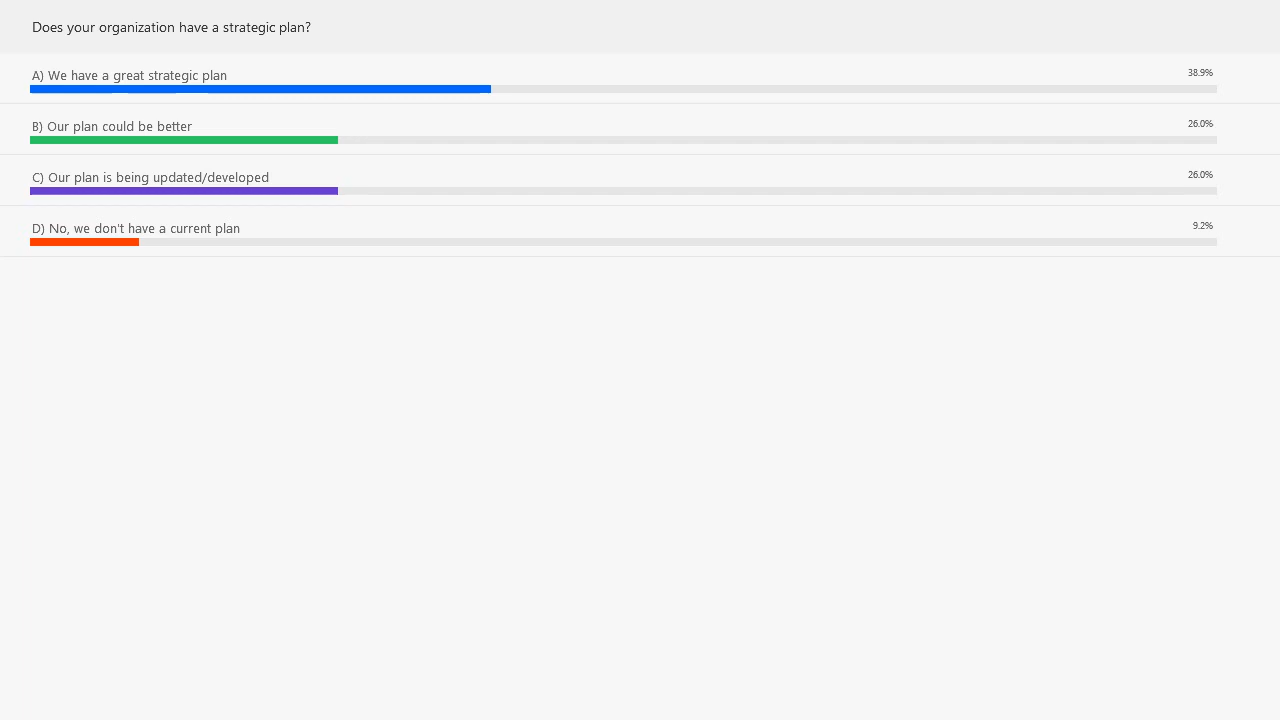 Does your organization have a strategic plan?
A) We have a great strategic plan
38.9%
B) Our plan could be better
26.0%
C) Our plan is being updated/developed
26.0%
D) No, we don't have a current plan
9.2%